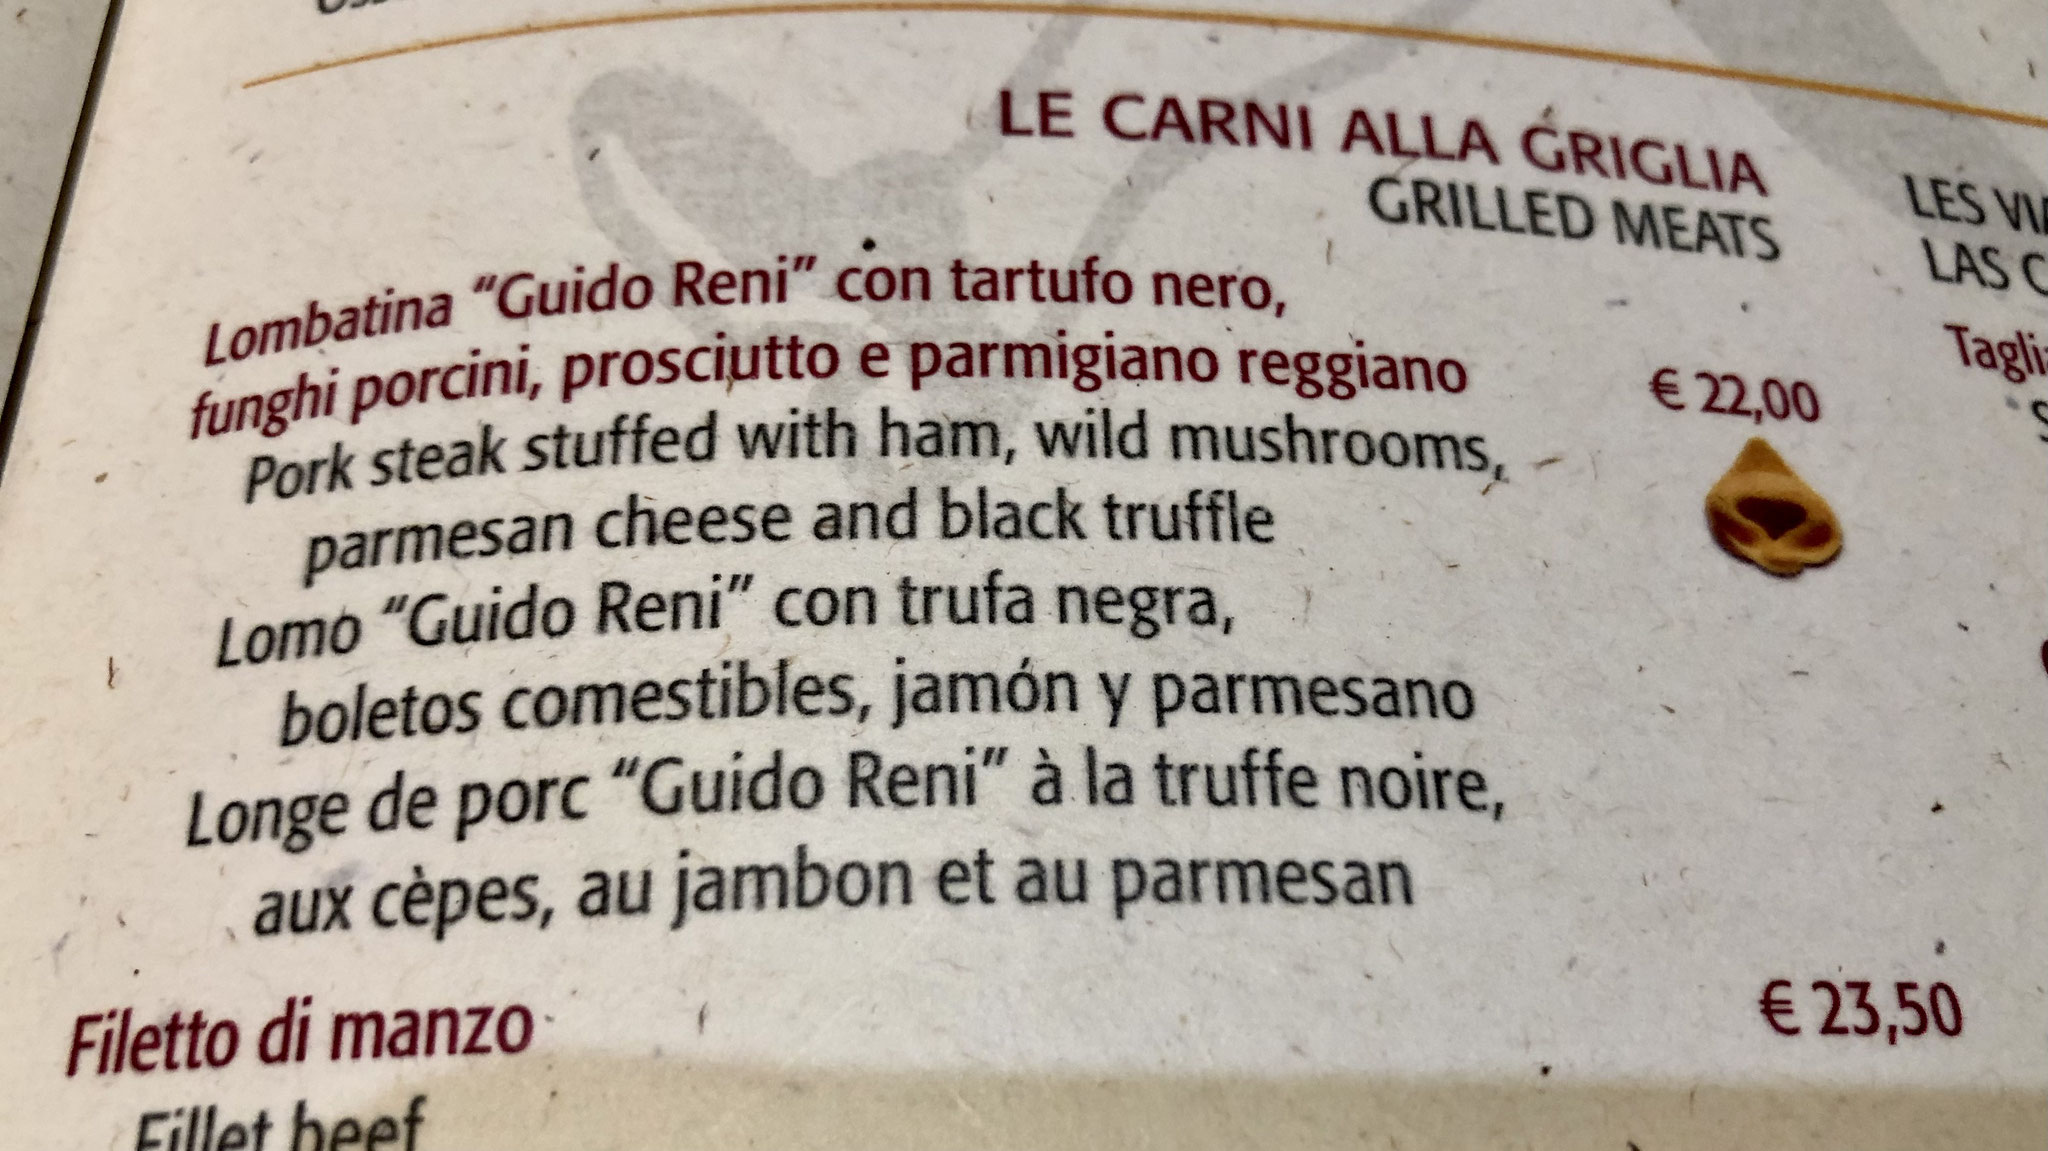 LE CARNI ALLA GRIGLIA
GRILLED MEATS
LES
LAS
Lombatina “Guido Reni” con tartufo nero,
funghi porcini, prosciutto e parmigiano reggiano
€ 22,00
Pork steak stuffed with ham, wild mushrooms,
parmesan cheese and black truffle
Lomo “Guido Reni” con trufa negra,
boletos comestibles, jamón y parmesano
Longe de porc “Guido Reni” à la truffe noire,
aux cèpes, au jambon et au parmesan
Filetto di manzo
€ 23,50
Fillet beef